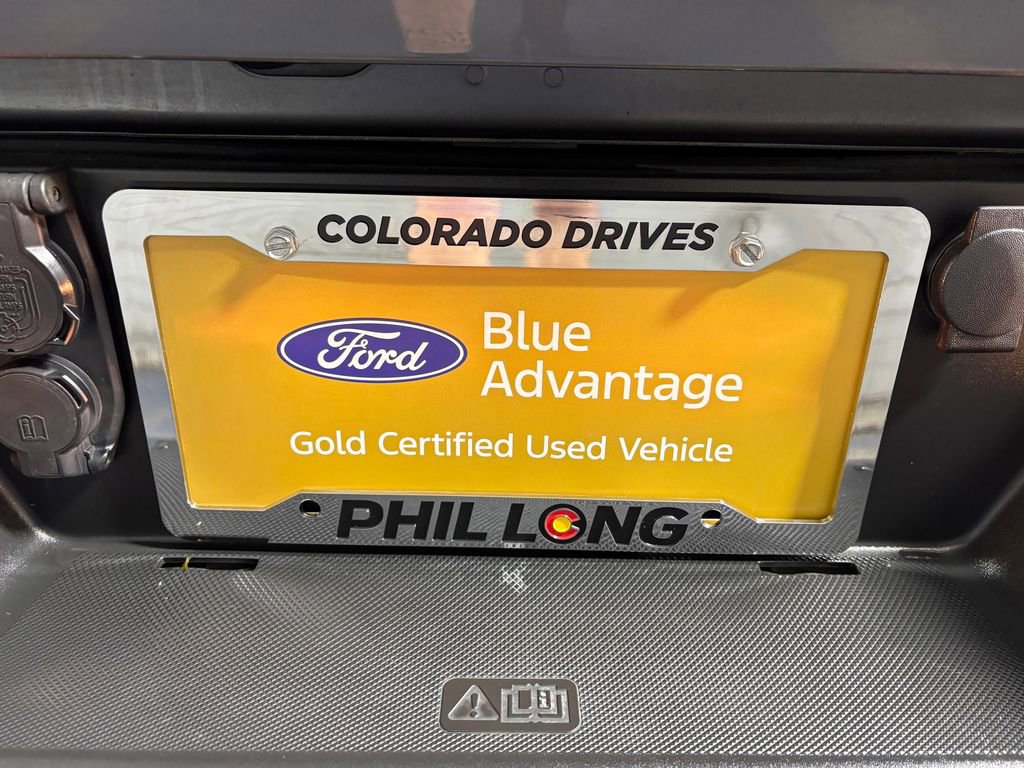 COLORADO DRIVES
Ford
Blue
Advantage
Gold Certified Used Vehicle
PHIL LONG